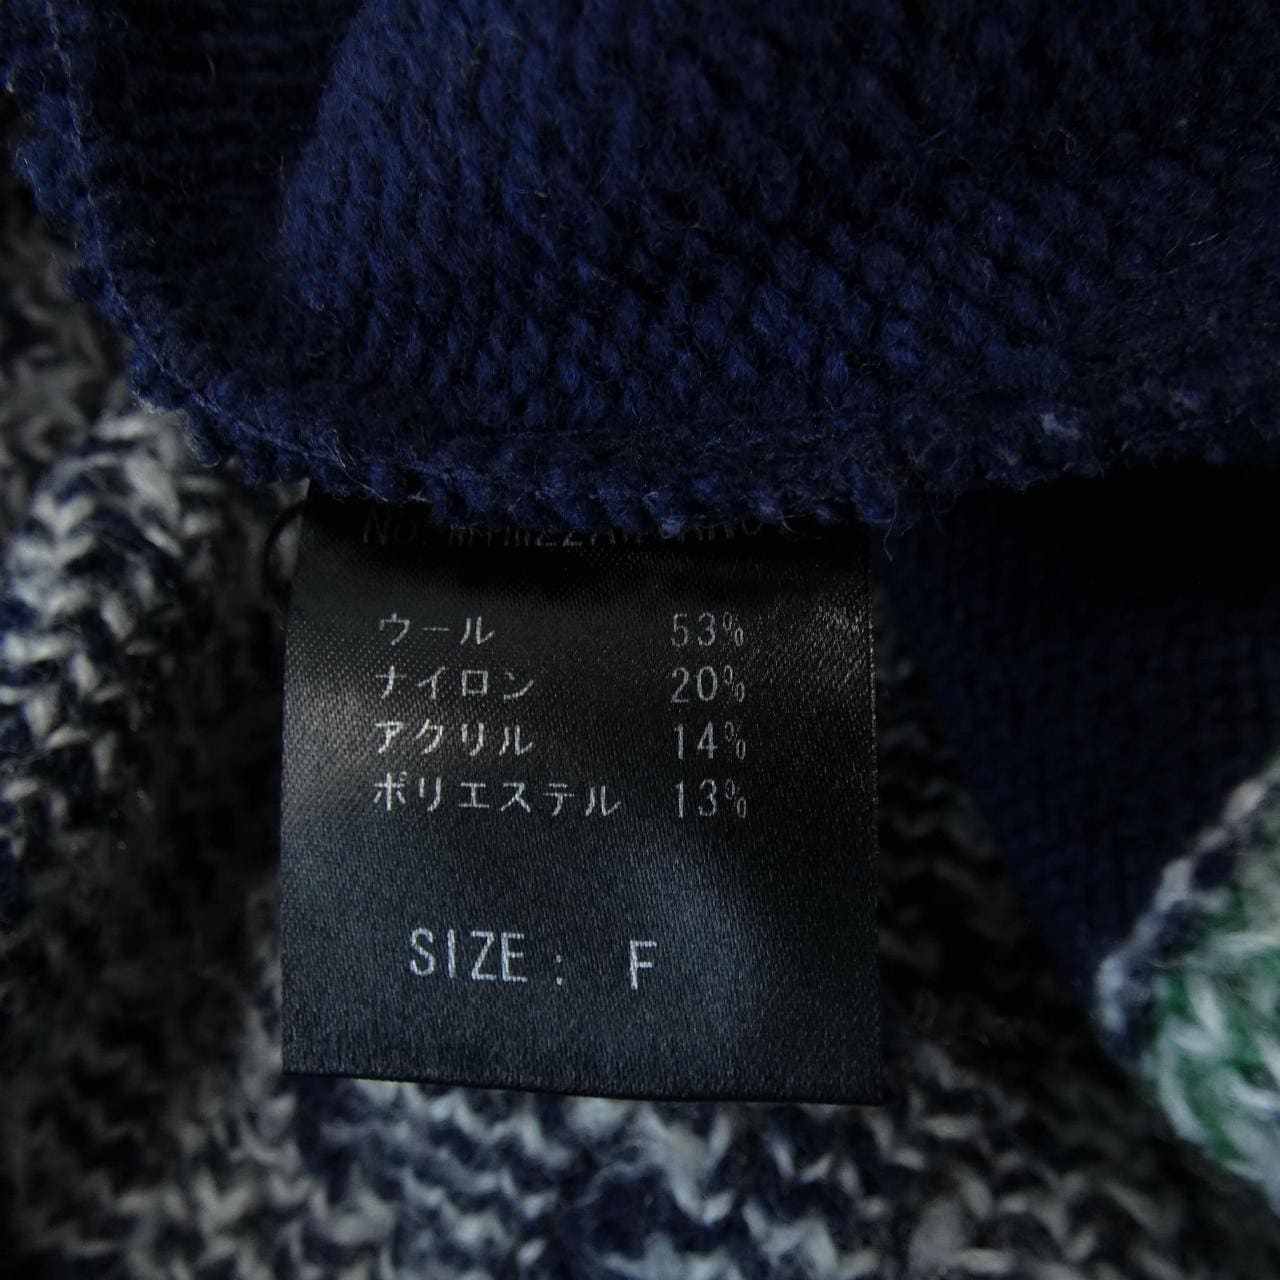 No.
ウール 53%
ナイロン 20%
アクリル 14%
ポリエステル 13%
SIZE: F